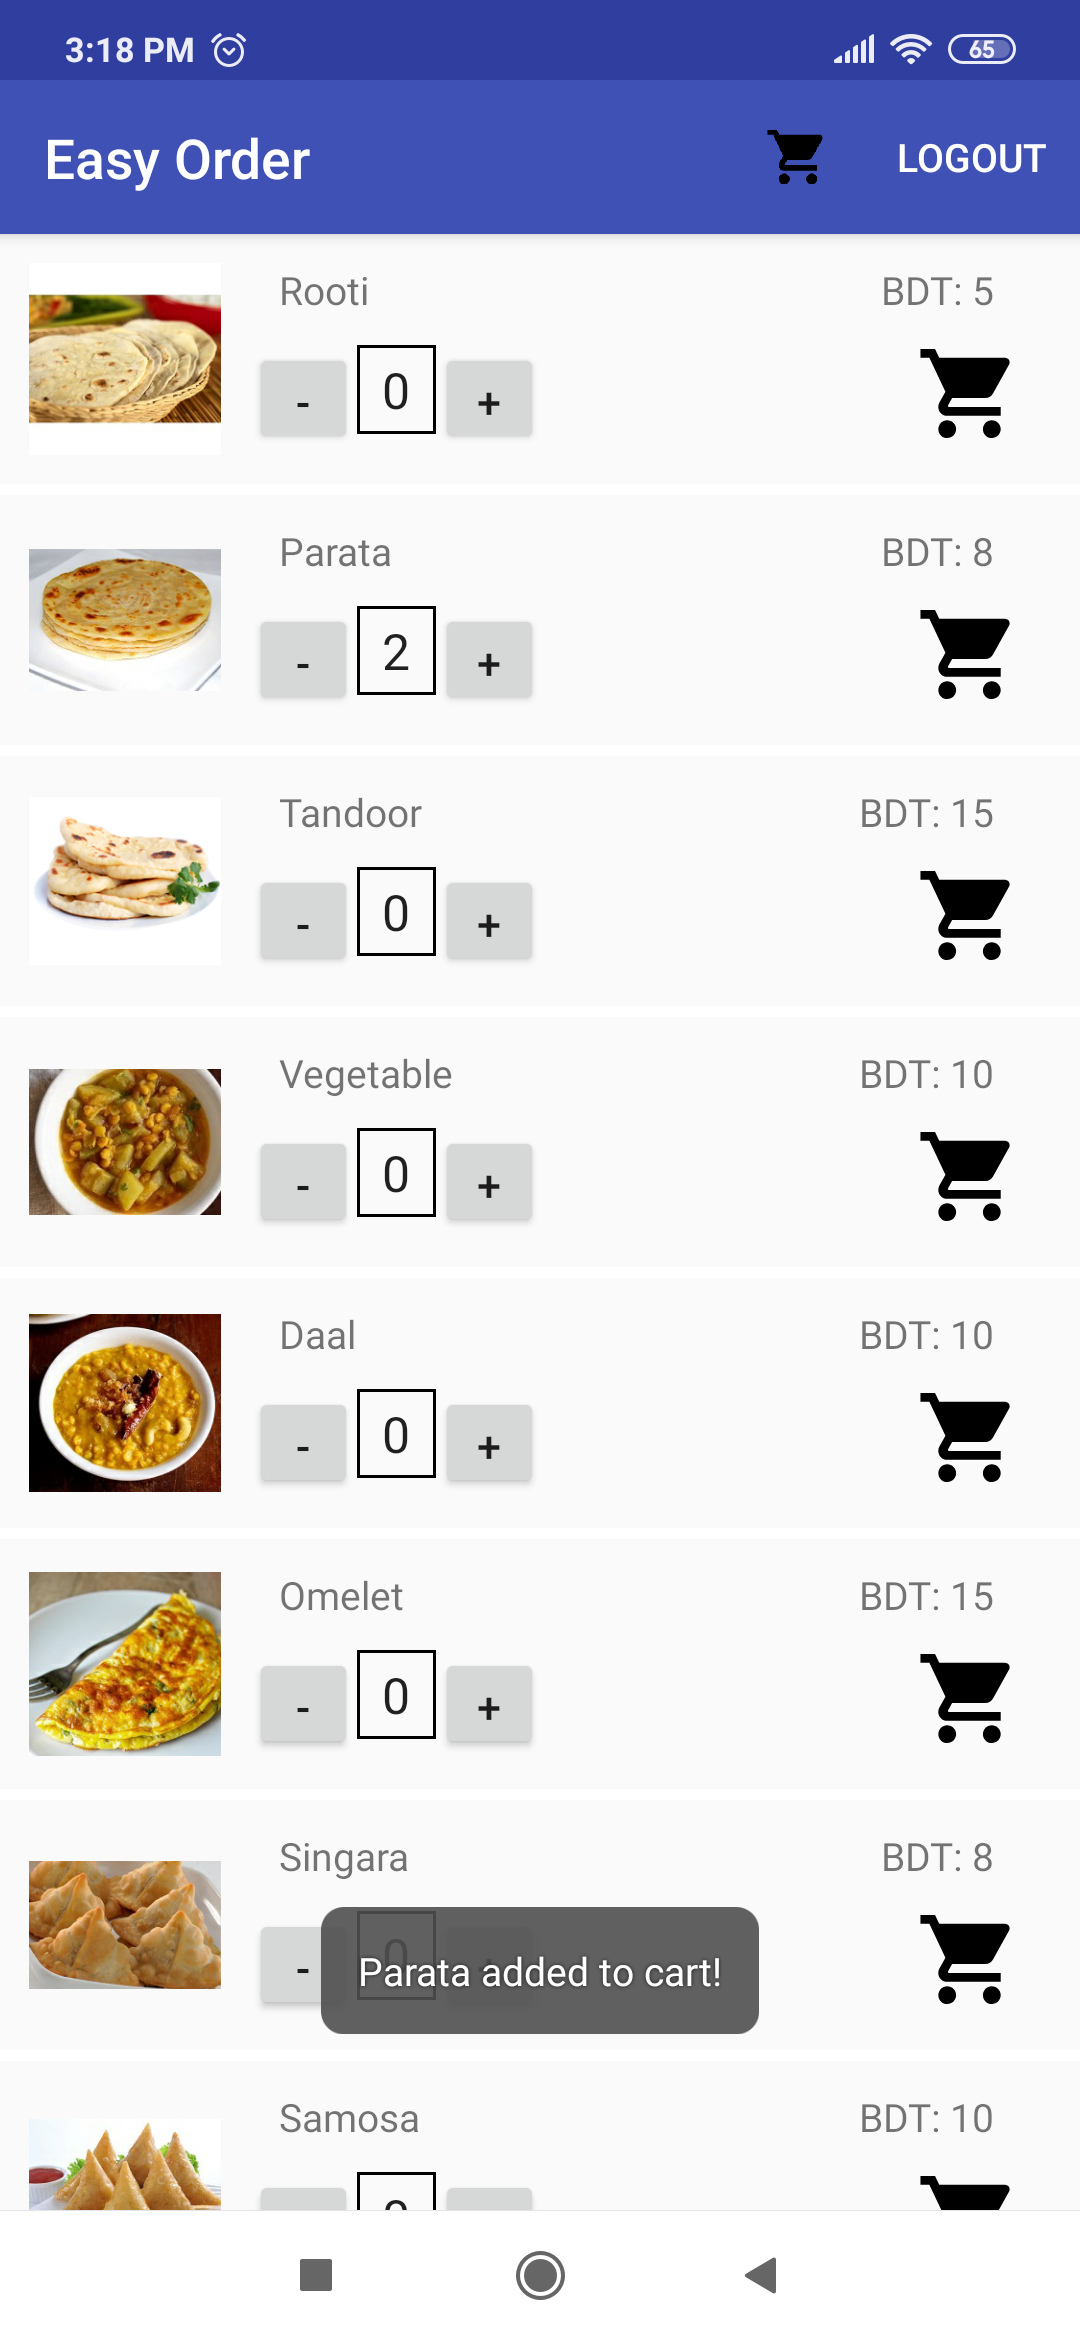 3:18 PM 65
Easy Order LOGOUT
Rooti BDT: 5
- 0 +
Parata BDT: 8
- 2 +
Tandoor BDT: 15
- 0 +
Vegetable BDT: 10
- 0 +
Daal BDT: 10
- 0 +
Omelet BDT: 15
- 0 +
Singara BDT: 8
- 0 +
Parata added to cart!
Samosa BDT: 10